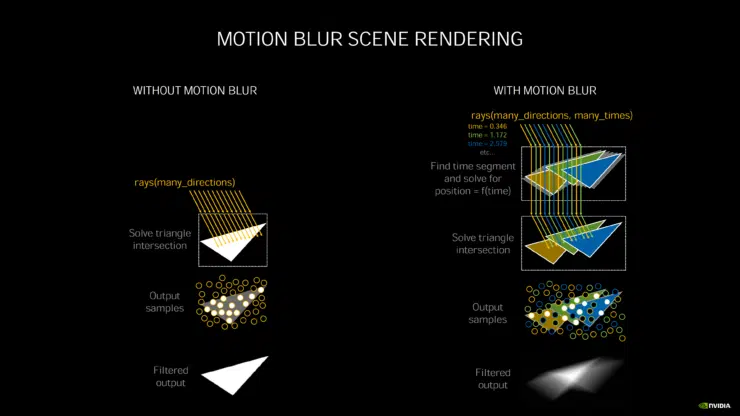 MOTION BLUR SCENE RENDERING
WITHOUT MOTION BLUR
rays(many_directions)
Solve triangle
intersection
Output
samples
Filtered
output
WITH MOTION BLUR
rays(many_directions, many_times)
time = 0.346
time = 1.172
time = 2.519
etc...
Find time segment
and solve for
position = f(time)
Solve triangle
intersection
Output
samples
Filtered
output
NVIDIA